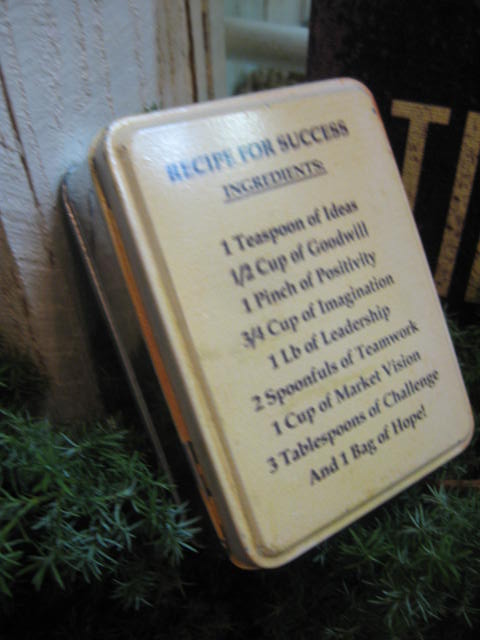 RECIPE FOR SUCCESS
INGREDIENTS:
1 Teaspoon of Ideas
1/2 Cup of Goodwill
1 Pinch of Positivity
3/4 Cup of Imagination
1 Lb of Leadership
2 Spoonfuls of Teamwork
1 Cup of Market Vision
3 Tablespoons of Challenge
And 1 Bag of Hope!